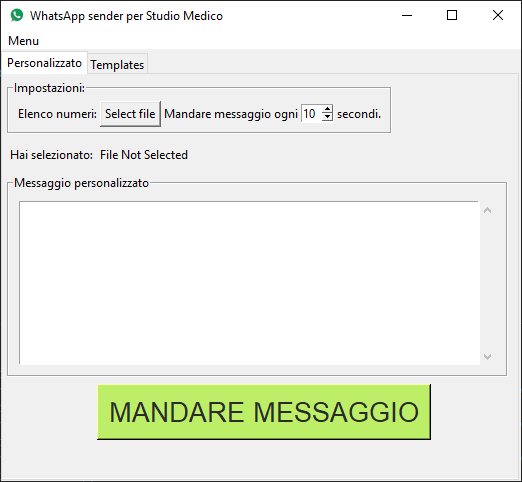 WhatsApp sender per Studio Medico
Menu
Personalizzato Templates
Impostazioni:
Elenco numeri: Select file Mandare messaggio ogni 10 secondi.
Hai selezionato: File Not Selected
Messaggio personalizzato
MANDARE MESSAGGIO